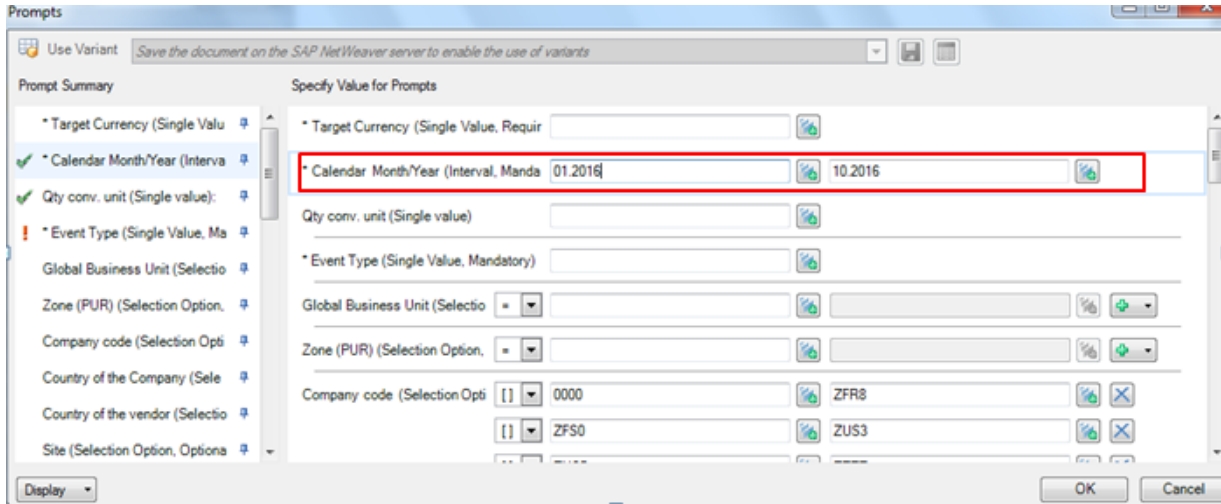 Prompts
Use Variant Save the document on the SAP NetWeaver server to enable the use of variants
Prompt Summary
Specify Value for Prompts
* Target Currency (Single Valu
* Calendar Month/Year (Interva
Qty conv. unit (Single value):
* Event Type (Single Value, Ma
Global Business Unit (Selectio
Zone (PUR) (Selection Option,
Company code (Selection Opti
Country of the Company (Sele
Country of the vendor (Selectio
Site (Selection Option, Optiona
* Target Currency (Single Value, Requir
* Calendar Month/Year (Interval, Manda 01.2016 10.2016
Qty conv. unit (Single value)
* Event Type (Single Value, Mandatory)
Global Business Unit (Selectio =
Zone (PUR) (Selection Option, =
Company code (Selection Opti [ ] 0000 ZFR8
[ ] ZFS0 ZUS3
Display
OK Cancel